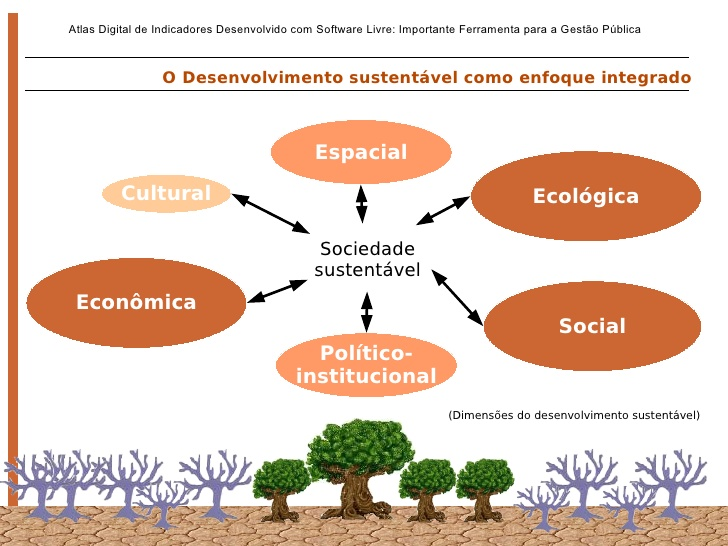 Atlas Digital de Indicadores Desenvolvido com Software Livre: Importante Ferramenta para a Gestão Pública
O Desenvolvimento sustentável como enfoque integrado
Espacial
Cultural
Ecológica
Sociedade
sustentável
Econômica
Social
Político-
institucional
(Dimensões do desenvolvimento sustentável)